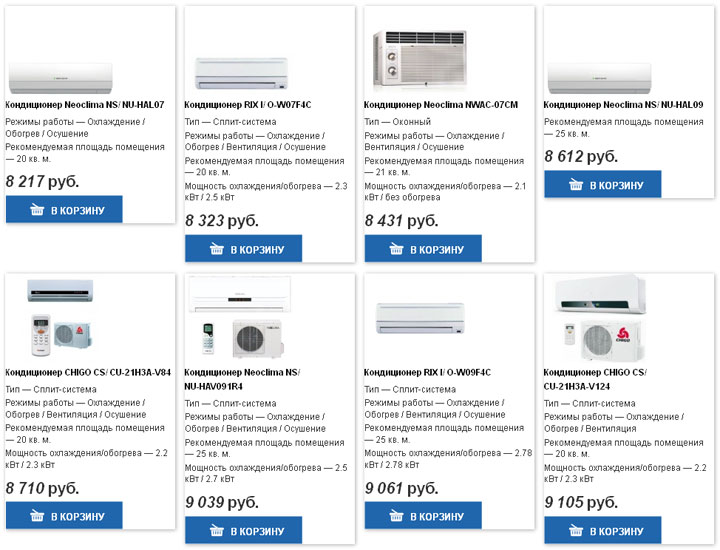 Кондиционер Neoclima NS/ NU-HAL07
Режимы работы — Охлаждение /
Обогрев / Осушение
Рекомендуемая площадь помещения
— 20 кв. м.
8 217 руб.
В КОРЗИНУ
Кондиционер RIX I/ O-W07F4C
Тип — Сплит-система
Режимы работы — Охлаждение /
Обогрев / Вентиляция / Осушение
Рекомендуемая площадь помещения
— 20 кв. м.
Мощность охлаждения/обогрева — 2.3
кВт / 2.5 кВт
8 323 руб.
В КОРЗИНУ
Кондиционер Neoclima NWAC-07CM
Тип — Оконный
Режимы работы — Охлаждение /
Вентиляция / Осушение
Рекомендуемая площадь помещения
— 21 кв. м.
Мощность охлаждения/обогрева — 2.1
кВт / без обогрева
8 431 руб.
В КОРЗИНУ
Кондиционер Neoclima NS/ NU-HAL09
Рекомендуемая площадь помещения
— 25 кв. м.
8 612 руб.
В КОРЗИНУ
Кондиционер CHIGO CS/ CU-21H3A-V84
Тип — Сплит-система
Режимы работы — Охлаждение /
Обогрев / Вентиляция / Осушение
Рекомендуемая площадь помещения
— 20 кв. м.
Мощность охлаждения/обогрева — 2.2
кВт / 2.3 кВт
8 710 руб.
В КОРЗИНУ
Кондиционер Neoclima NS/
NU-HAV091R4
Тип — Сплит-система
Режимы работы — Охлаждение /
Обогрев / Вентиляция / Осушение
Рекомендуемая площадь помещения
— 25 кв. м.
Мощность охлаждения/обогрева — 2.5
кВт / 2.7 кВт
9 039 руб.
В КОРЗИНУ
Кондиционер RIX I/ O-W09F4C
Тип — Сплит-система
Режимы работы — Охлаждение /
Обогрев / Вентиляция / Осушение
Рекомендуемая площадь помещения
— 25 кв. м.
Мощность охлаждения/обогрева — 2.78
кВт / 2.78 кВт
9 061 руб.
В КОРЗИНУ
CHIGO
Кондиционер CHIGO CS/
CU-21H3A-V124
Тип — Сплит-система
Режимы работы — Охлаждение /
Обогрев / Вентиляция
Рекомендуемая площадь помещения
— 20 кв. м.
Мощность охлаждения/обогрева — 2.2
кВт / 2.3 кВт
9 105 руб.
В КОРЗИНУ